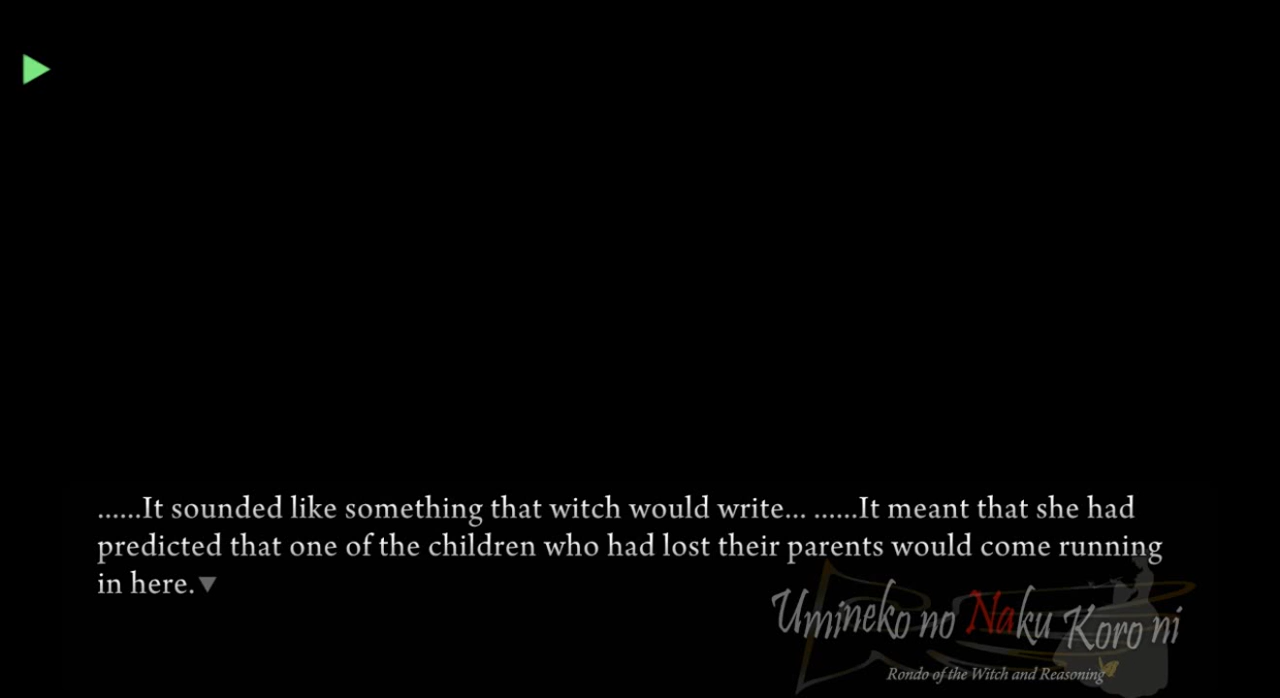 ......It sounded like something that witch would write... ......It meant that she had
predicted that one of the children who had lost their parents would come running
in here.
Umineko no Naku Koro ni
Rondo of the Witch and Reasoning